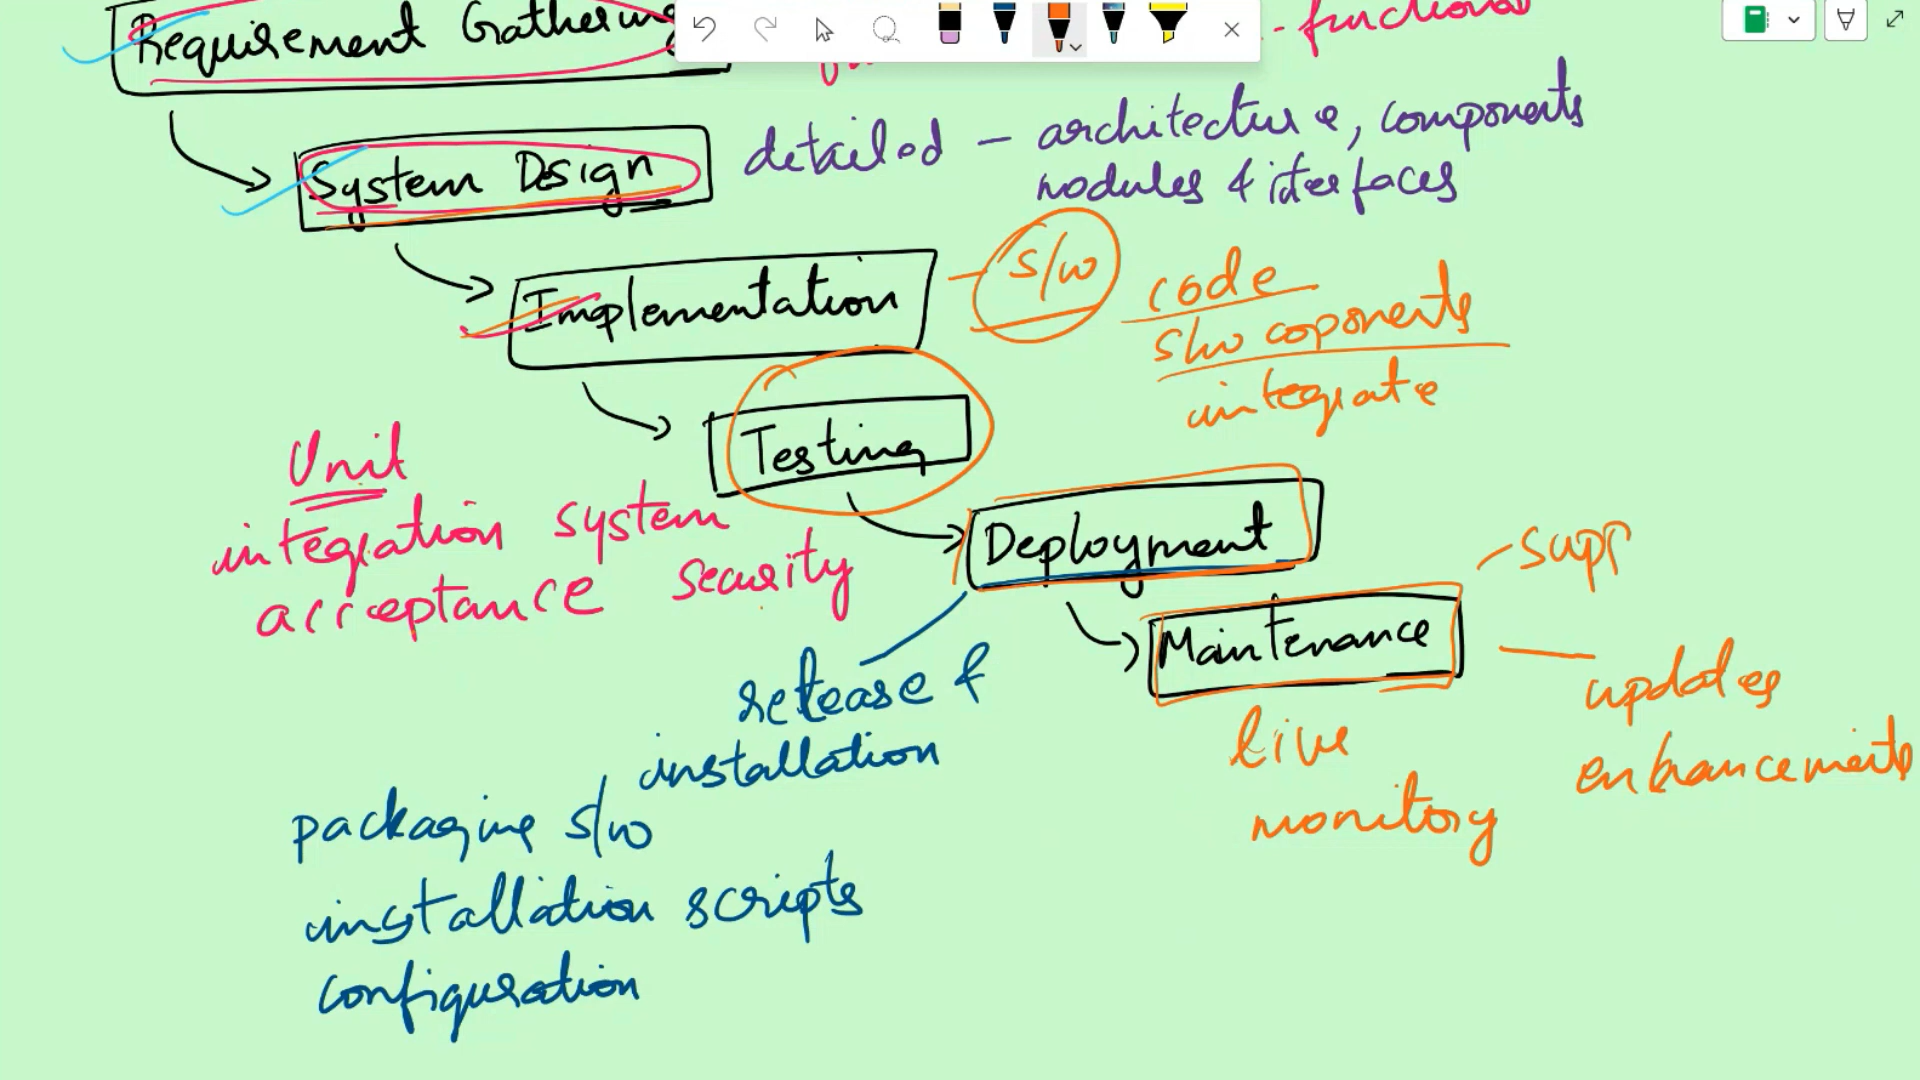 Requirement Gathering
- functional
System Design
detailed - architecture, components
modules & iterfaces
Implementation
- s/w
code
s/w coponents
integrate
Testing
Unit
integration system
acceptance security
Deployment
- supp
Maintenance
updates
enhancements
release &
installation
live
monitory
packaging s/w
installation scripts
configuration